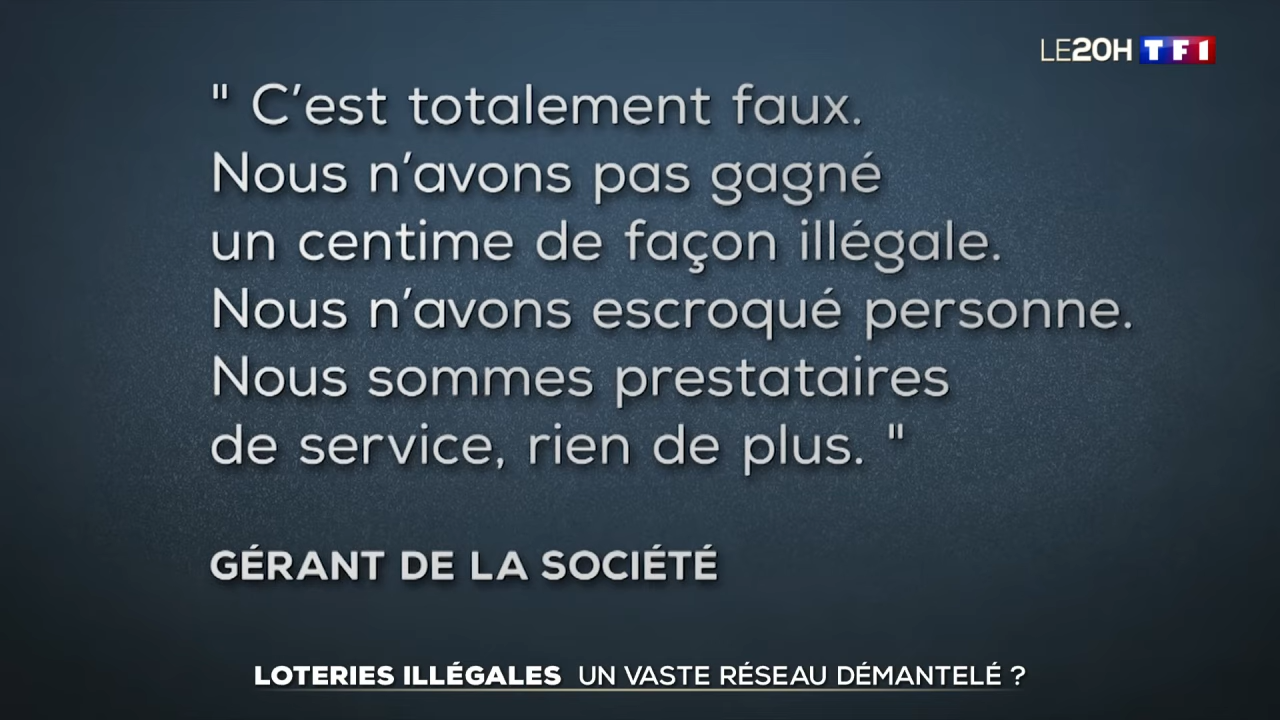 LE20H TF1
" C’est totalement faux.
Nous n’avons pas gagné
un centime de façon illégale.
Nous n’avons escroqué personne.
Nous sommes prestataires
de service, rien de plus. "
GÉRANT DE LA SOCIÉTÉ
LOTERIES ILLÉGALES UN VASTE RÉSEAU DÉMANTELÉ ?